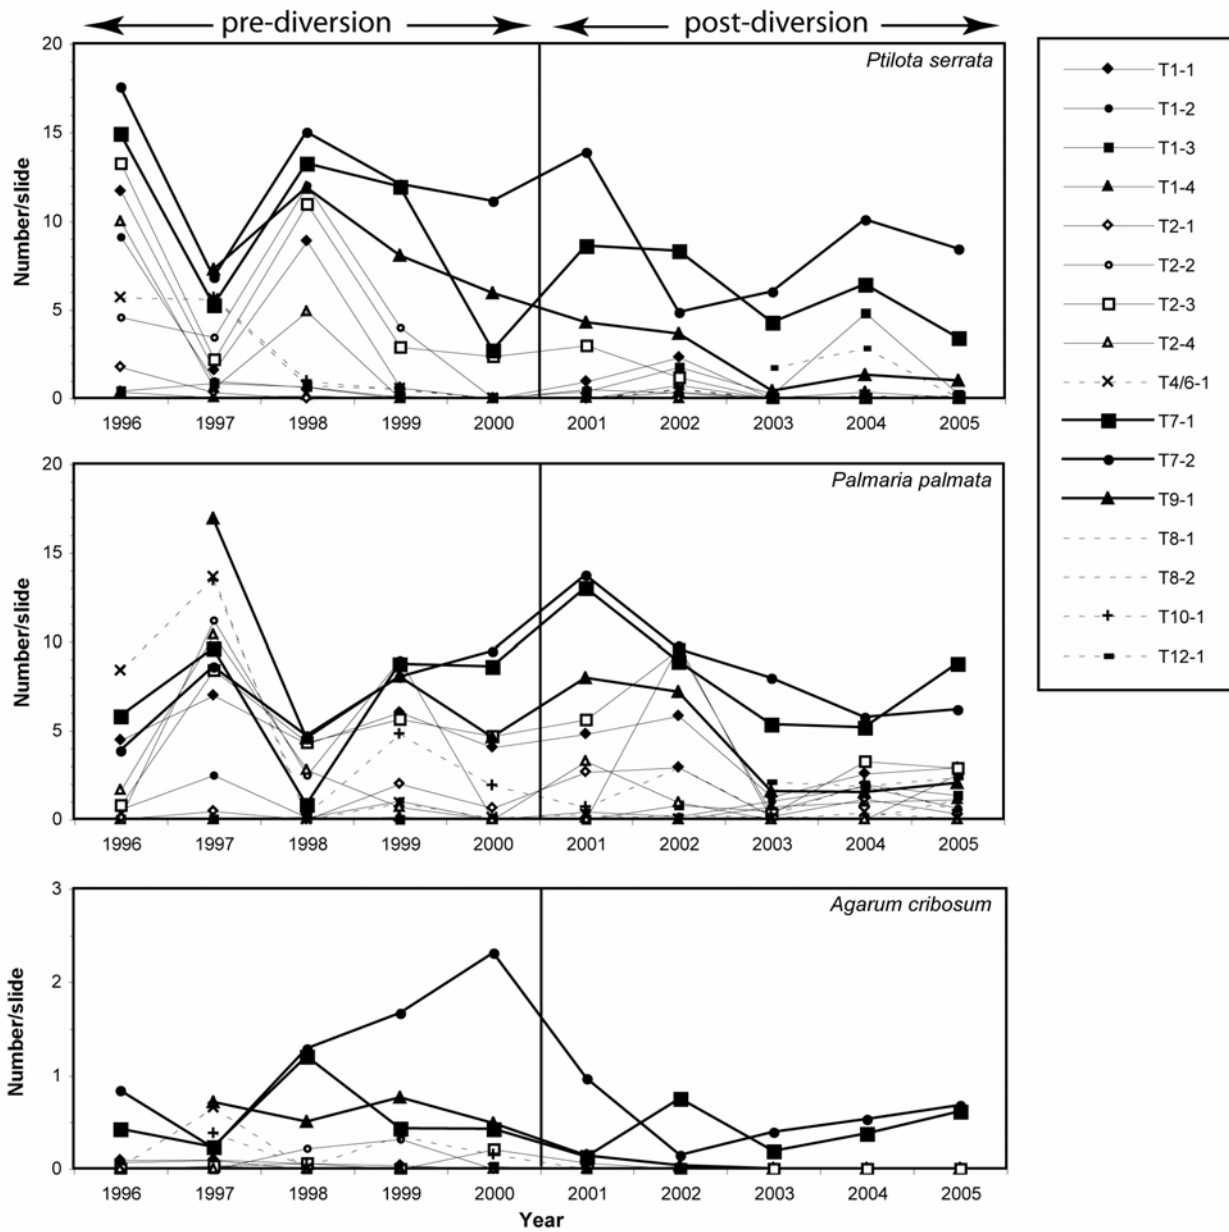 pre-diversion post-diversion
Ptilota serrata
20
15
10
5
0
Number/slide
1996 1997 1998 1999 2000 2001 2002 2003 2004 2005
Palmaria palmata
20
15
10
5
0
Number/slide
1996 1997 1998 1999 2000 2001 2002 2003 2004 2005
Agarum cribosum
3
2
1
0
Number/slide
1996 1997 1998 1999 2000 2001 2002 2003 2004 2005
Year
T1-1
T1-2
T1-3
T1-4
T2-1
T2-2
T2-3
T2-4
T4/6-1
T7-1
T7-2
T9-1
T8-1
T8-2
T10-1
T12-1